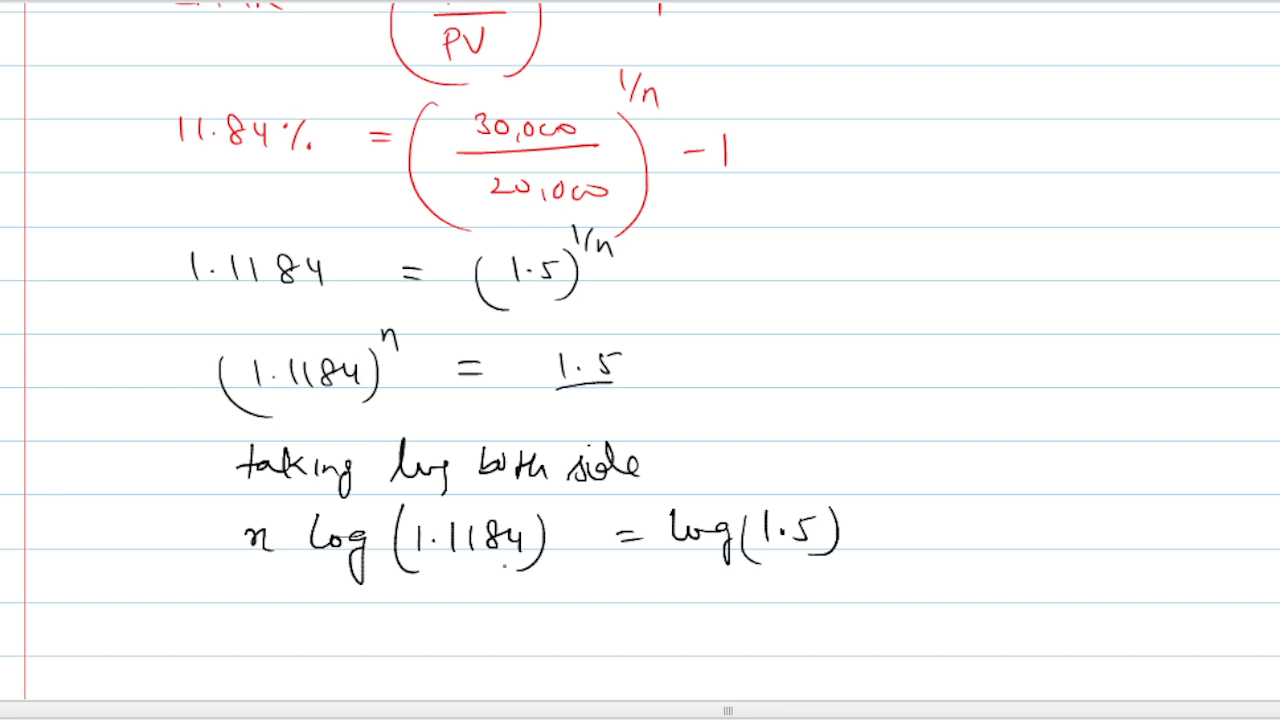 PV
11.84% = (30,000 / 20,000)^1/n - 1
1.1184 = (1.5)^1/n
(1.1184)^n = 1.5
taking log both side
n log (1.1184) = log (1.5)